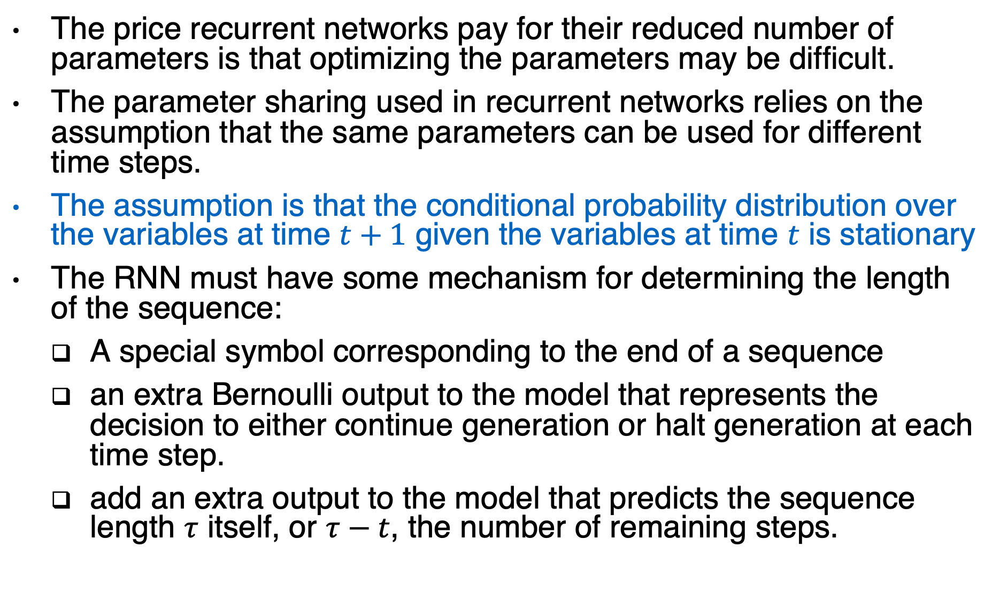 • The price recurrent networks pay for their reduced number of
parameters is that optimizing the parameters may be difficult.
• The parameter sharing used in recurrent networks relies on the
assumption that the same parameters can be used for different
time steps.
• The assumption is that the conditional probability distribution over
the variables at time t + 1 given the variables at time t is stationary
• The RNN must have some mechanism for determining the length
of the sequence:
❑ A special symbol corresponding to the end of a sequence
❑ an extra Bernoulli output to the model that represents the
decision to either continue generation or halt generation at each
time step.
❑ add an extra output to the model that predicts the sequence
length τ itself, or τ − t, the number of remaining steps.